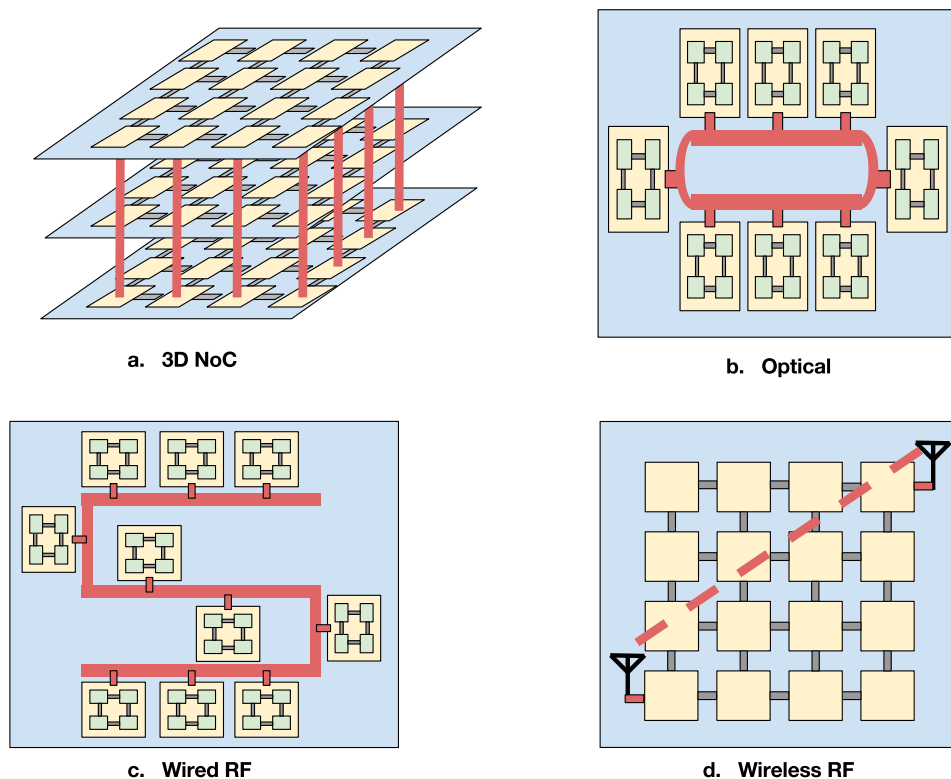 a. 3D NoC
b. Optical
c. Wired RF
d. Wireless RF